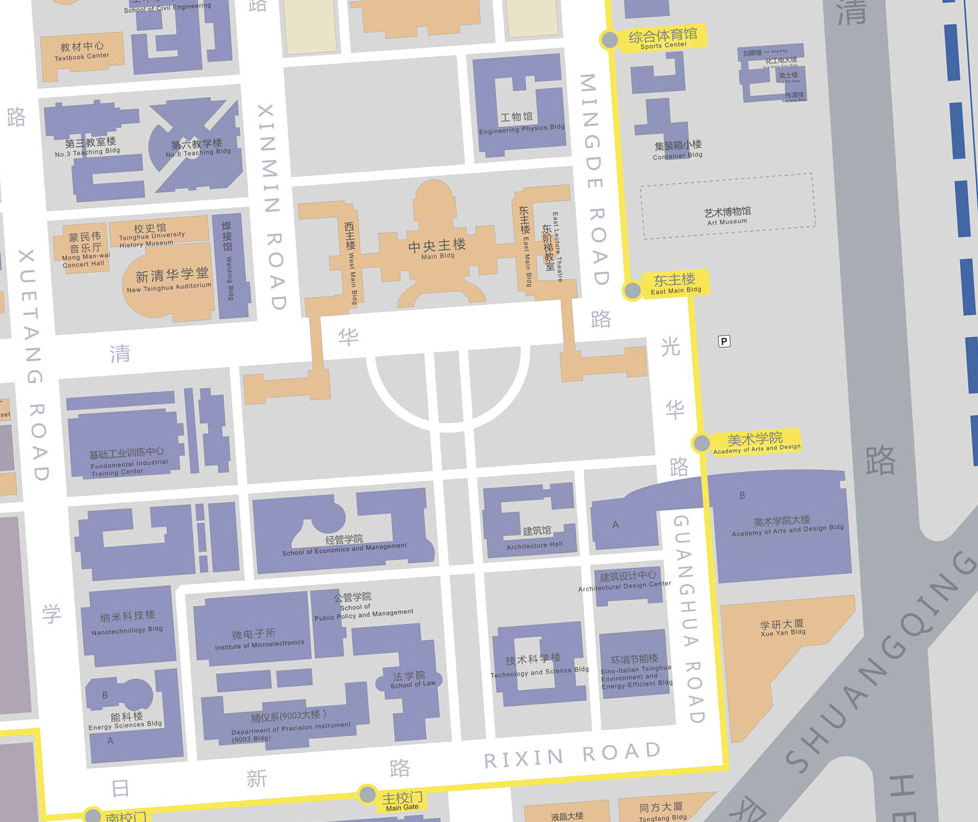 School of Civil Engineering
路
清
教材中心
Textbook Center
综合体育馆
Sports Center
化工电大楼
英士楼
伟清楼
路
第三教室楼
No.3 Teaching Bldg
第六教学楼
No.6 Teaching Bldg
XINMIN ROAD
工物馆
Engineering Physics Bldg
MINGDE ROAD
集装箱小楼
Container Bldg
艺术博物馆
Art Museum
蒙民伟
音乐厅
Mong Man-wai
Concert Hall
校史馆
Tsinghua University
History Museum
新清华学堂
New Tsinghua Auditorium
焊接馆
Welding Bldg
西主楼
West Main Bldg
中央主楼
Main Bldg
东主楼
East Main Bldg
东阶梯教室
East Lecture Theatre
东主楼
East Main Bldg
XUETANG ROAD
清
华
路
光
华
路
P
GUANGHUA ROAD
美术学院
Academy of Arts and Design
路
基础工业训练中心
Fundamental Industrial
Training Center
经管学院
School of Economics and Management
建筑馆
Architecture Hall
A
B
美术学院大楼
Academy of Arts and Design Bldg
学
纳米科技楼
Nanotechnology Bldg
微电子所
Institute of Microelectronics
公管学院
School of
Public Policy and Management
建筑设计中心
Architectural Design Center
学研大厦
Xue Yan Bldg
SHUANGQING
B
能科楼
Energy Sciences Bldg
A
法学院
School of Law
技术科学楼
Technology and Science Bldg
环境节能楼
Sino-Italian Tsinghua
Environment and
Energy-Efficient Bldg
精仪系(9003大楼)
Department of Precision Instrument
(9003 Bldg)
日
新
路
RIXIN ROAD
南校门
主校门
Main Gate
液晶大楼
同方大厦
Tongfang Bldg
双
HE